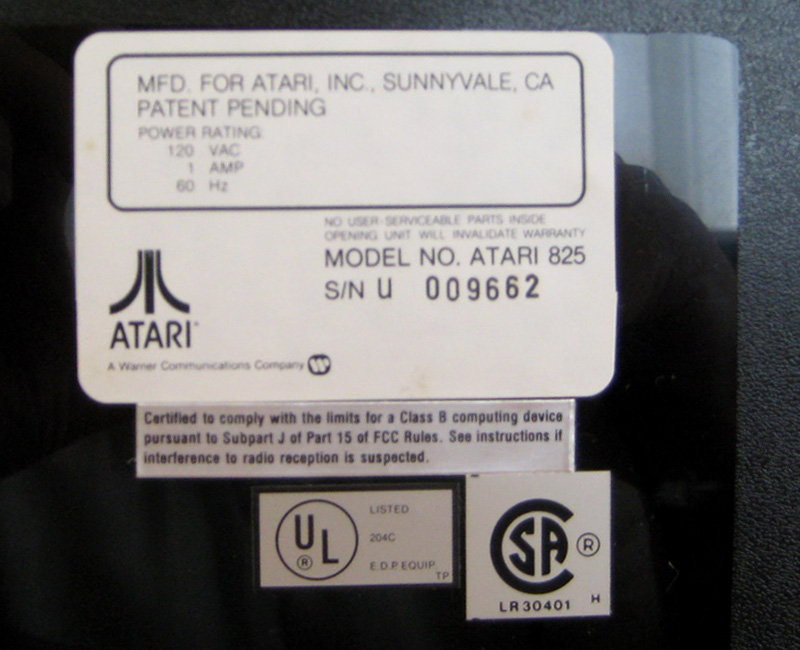 MFD. FOR ATARI, INC., SUNNYVALE, CA
PATENT PENDING
POWER RATING:
120 VAC
1 AMP
60 Hz
NO USER-SERVICEABLE PARTS INSIDE
OPENING UNIT WILL INVALIDATE WARRANTY
MODEL NO. ATARI 825
S/N U 009662
ATARI
A Warner Communications Company
Certified to comply with the limits for a Class B computing device
pursuant to Subpart J of Part 15 of FCC Rules. See instructions if
interference to radio reception is suspected.
UL ®
LISTED
204C
E.D.P EQUIP.
TP
CSA ®
LR30401 H